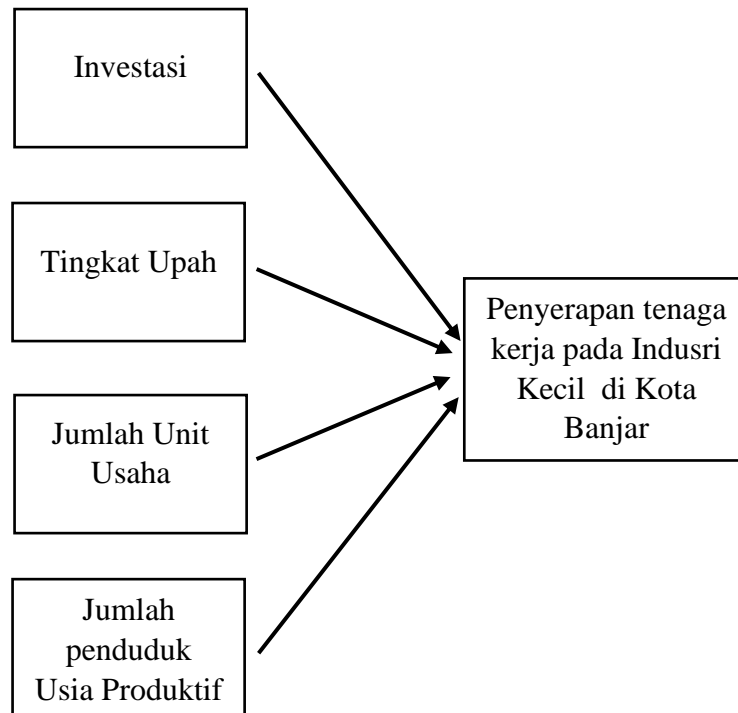 Investasi
Tingkat Upah
Jumlah Unit
Usaha
Jumlah
penduduk
Usia Produktif
Penyerapan tenaga
kerja pada Indusri
Kecil di Kota
Banjar